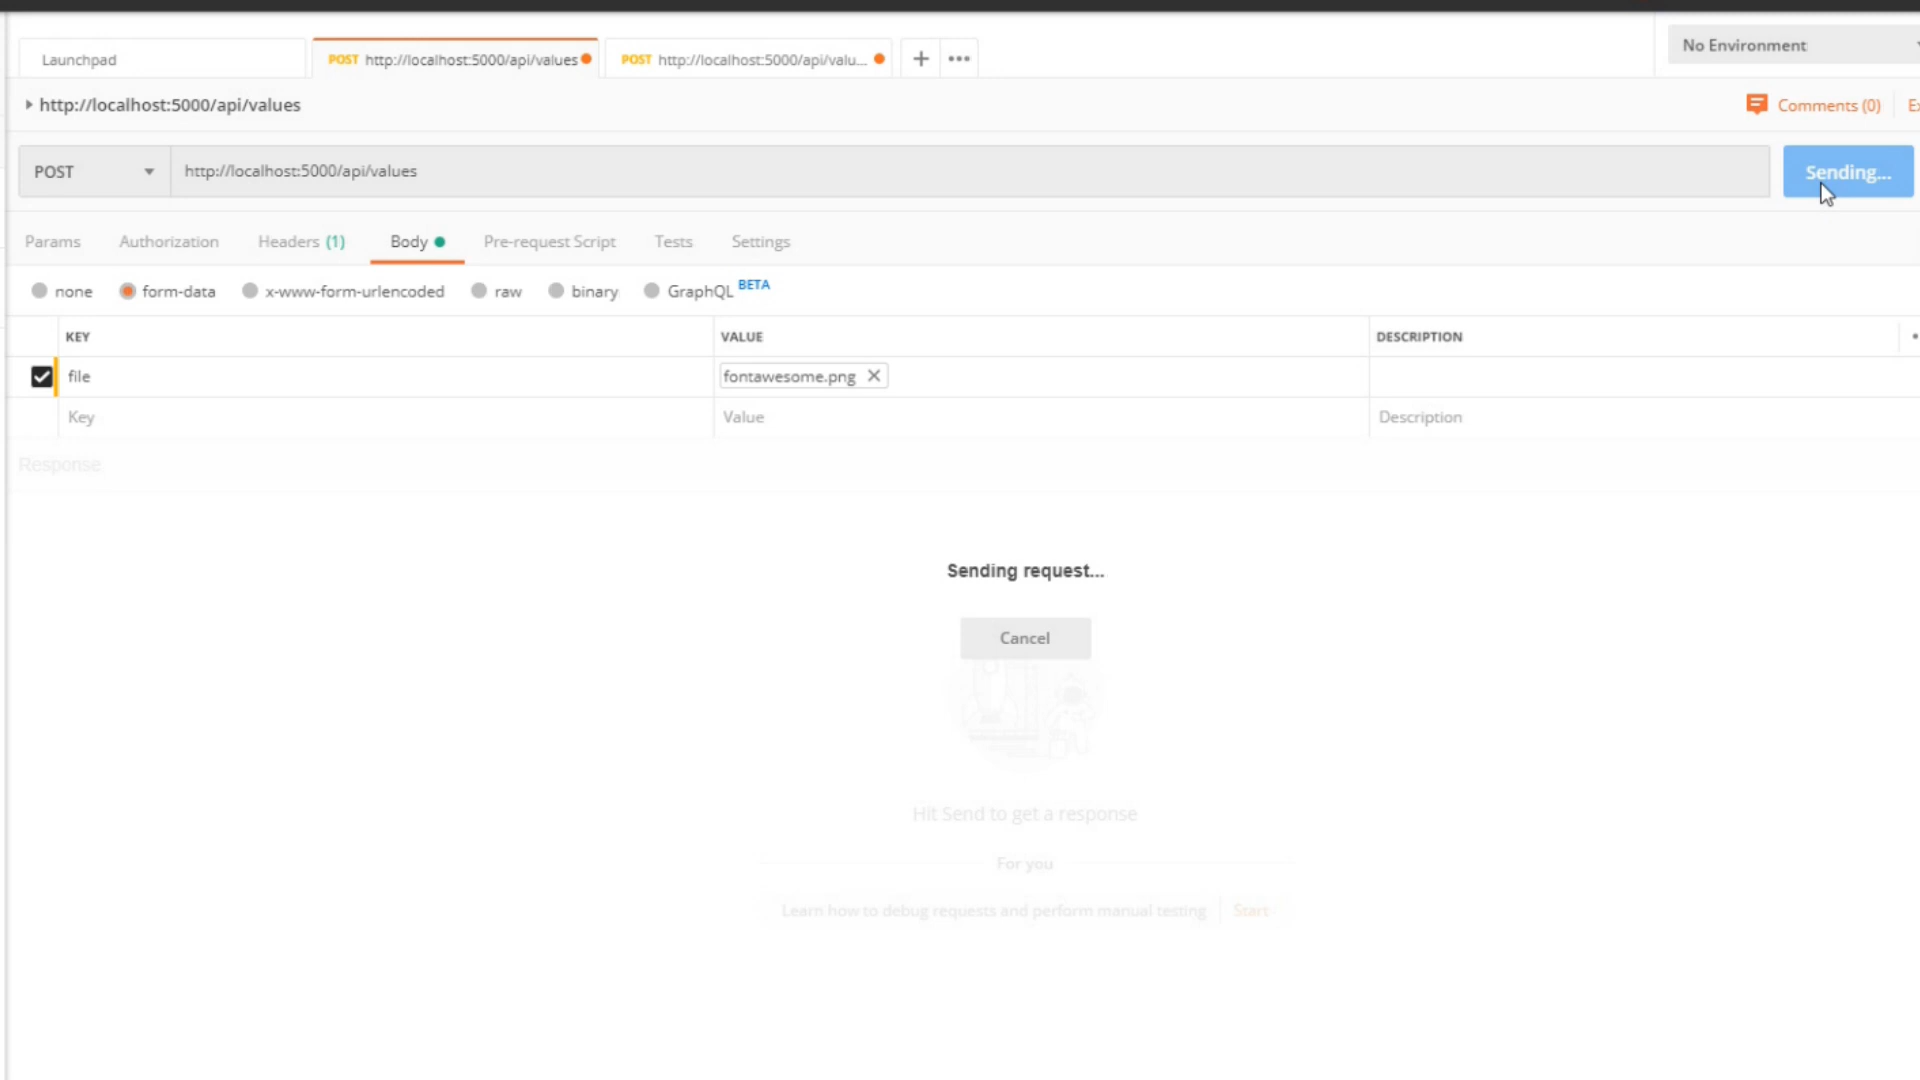 Launchpad
POST http://localhost:5000/api/values
POST http://localhost:5000/api/valu...
No Environment
http://localhost:5000/api/values
Comments (0)
Ex
POST
http://localhost:5000/api/values
Sending...
Params
Authorization
Headers (1)
Body
Pre-request Script
Tests
Settings
none
form-data
x-www-form-urlencoded
raw
binary
GraphQL BETA
KEY
VALUE
DESCRIPTION
file
fontawesome.png
Key
Value
Description
Response
Sending request...
Cancel
Hit Send to get a response
For you
Learn how to debug requests and perform manual testing
Start